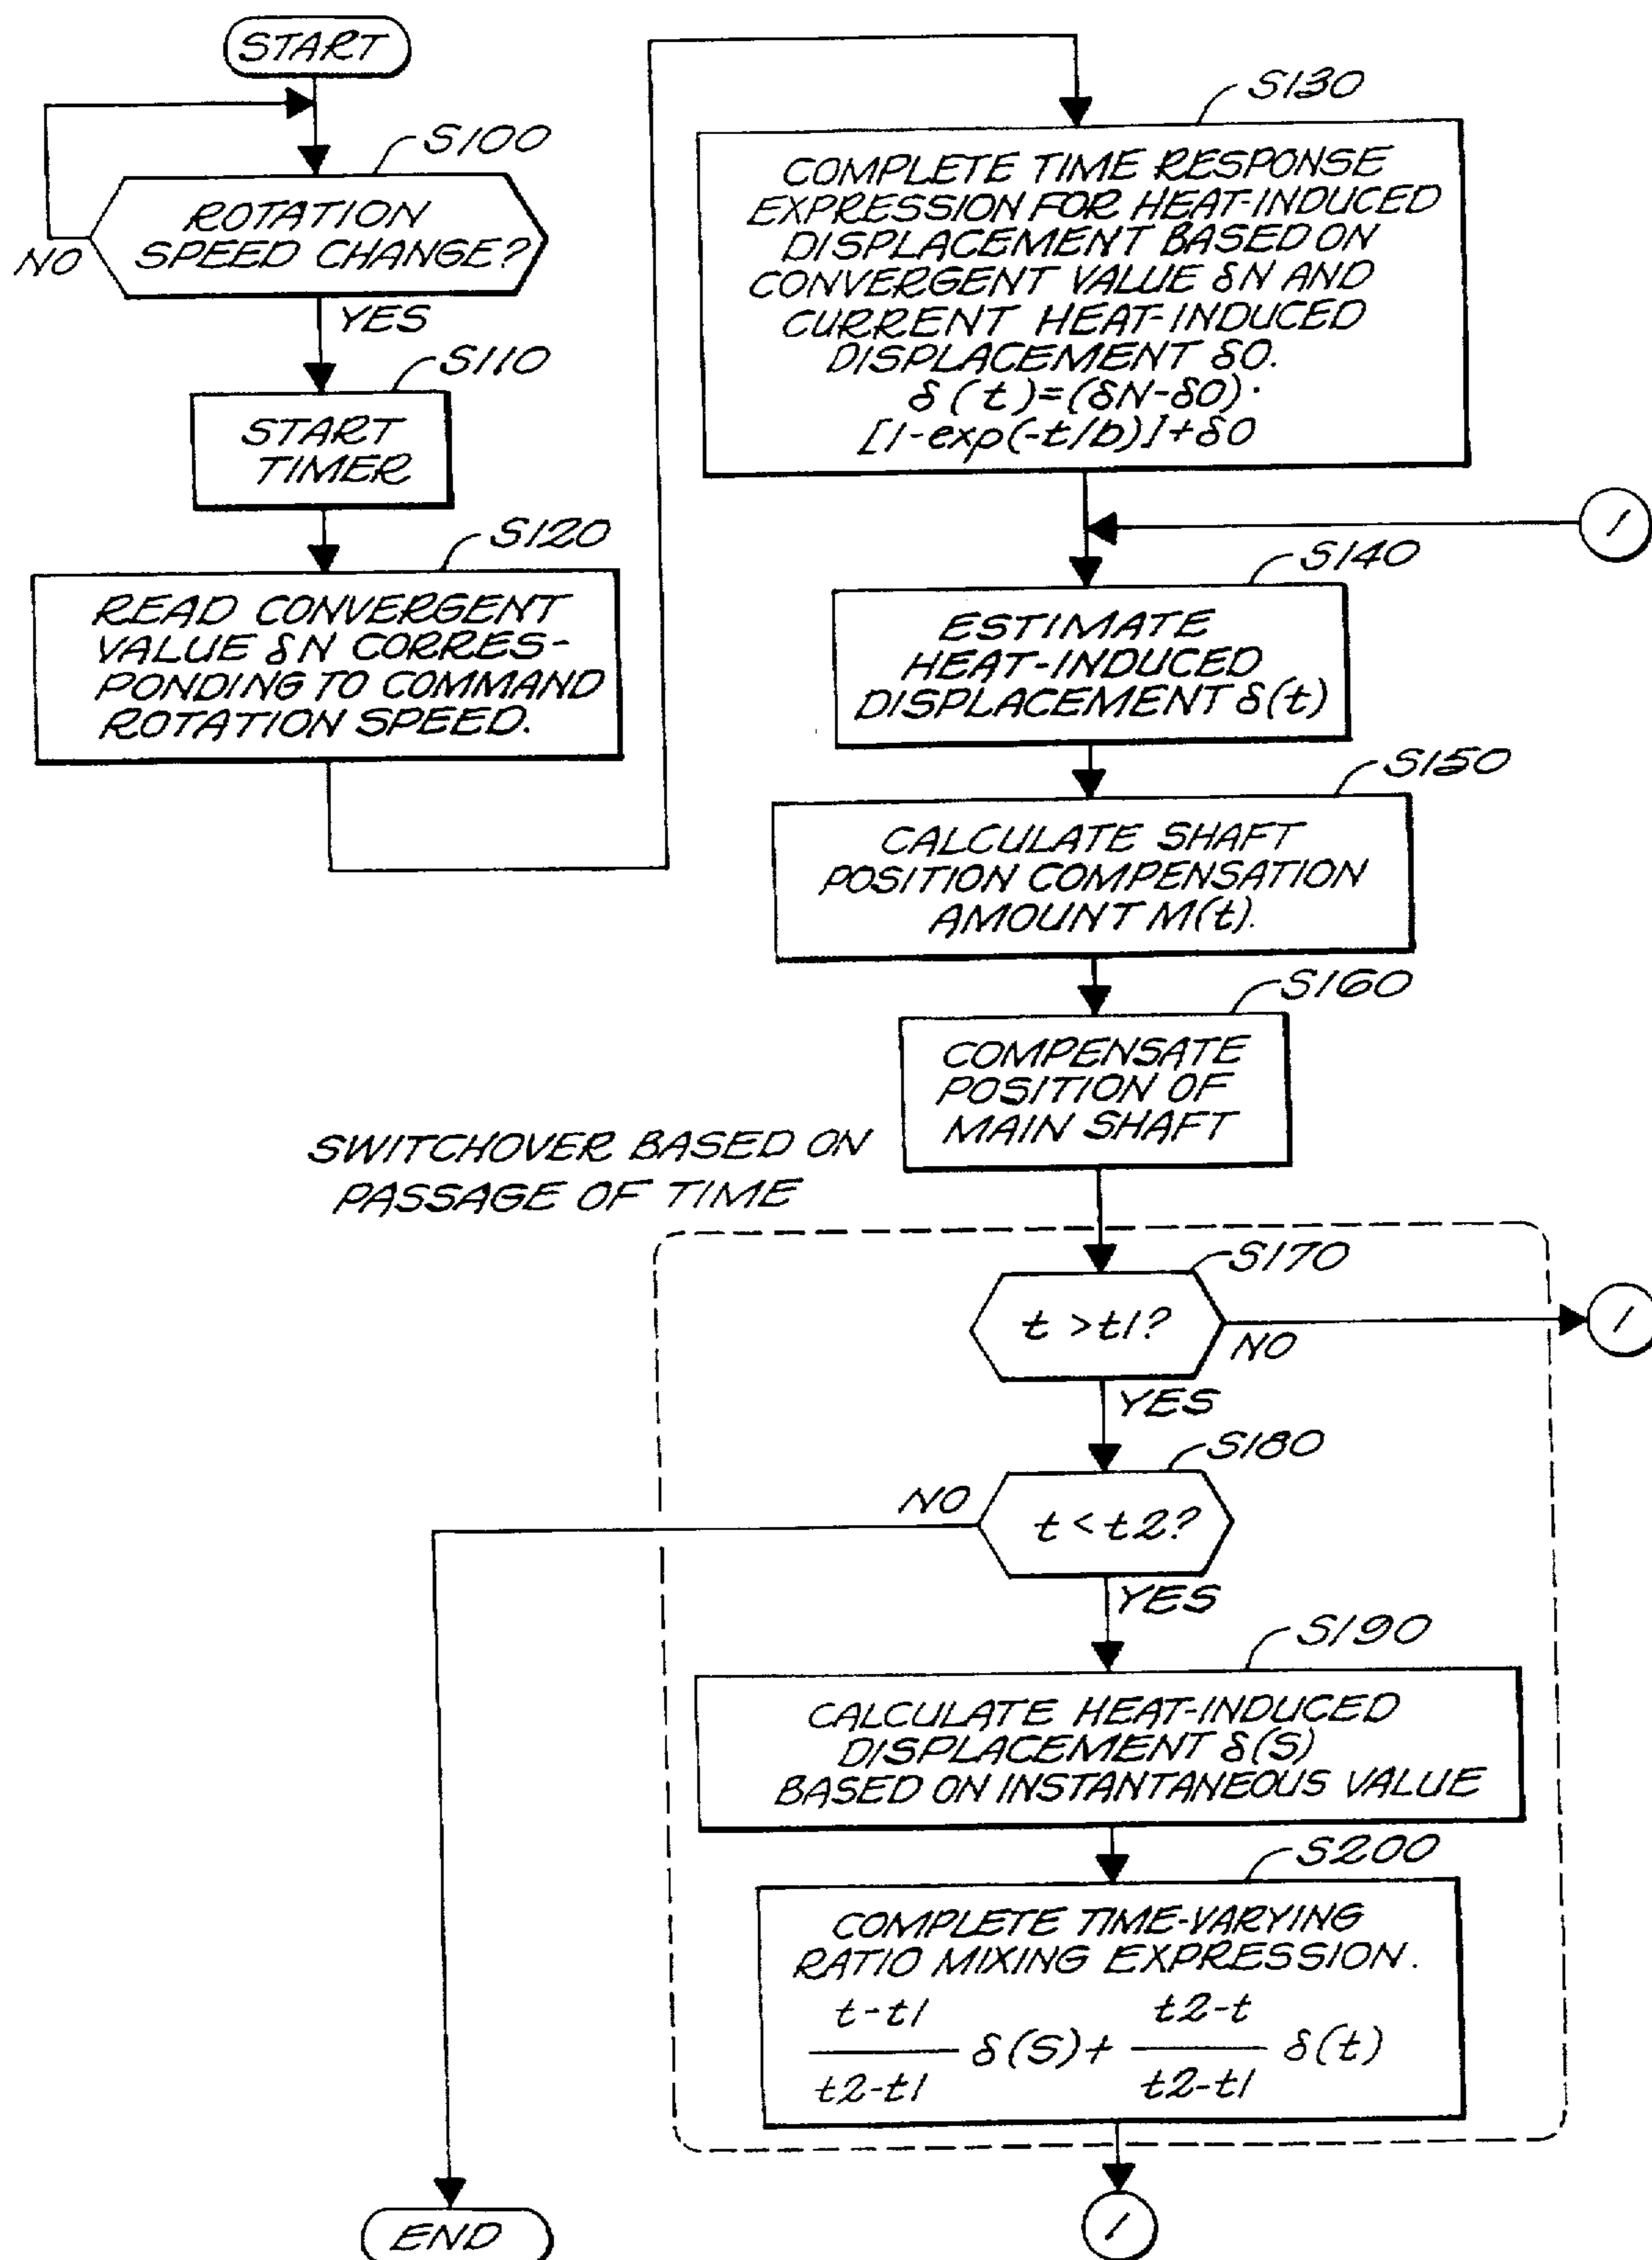 START
S100
ROTATION
SPEED CHANGE?
NO
YES
S110
START
TIMER
S120
READ CONVERGENT
VALUE δN CORRES-
PONDING TO COMMAND
ROTATION SPEED.
S130
COMPLETE TIME RESPONSE
EXPRESSION FOR HEAT-INDUCED
DISPLACEMENT BASED ON
CONVERGENT VALUE δN AND
CURRENT HEAT-INDUCED
DISPLACEMENT δ0.
δ(t)=(δN-δ0)·
[1-exp(-t/b)]+δ0
1
S140
ESTIMATE
HEAT-INDUCED
DISPLACEMENT δ(t)
S150
CALCULATE SHAFT
POSITION COMPENSATION
AMOUNT M(t).
S160
COMPENSATE
POSITION OF
MAIN SHAFT
SWITCHOVER BASED ON
PASSAGE OF TIME
S170
t >t1?
NO
1
YES
S180
t <t2?
NO
YES
S190
CALCULATE HEAT-INDUCED
DISPLACEMENT δ(S)
BASED ON INSTANTANEOUS VALUE
S200
COMPLETE TIME-VARYING
RATIO MIXING EXPRESSION.
t-t1 t2-t
δ(S)+ δ(t)
t2-t1 t2-t1
1
END